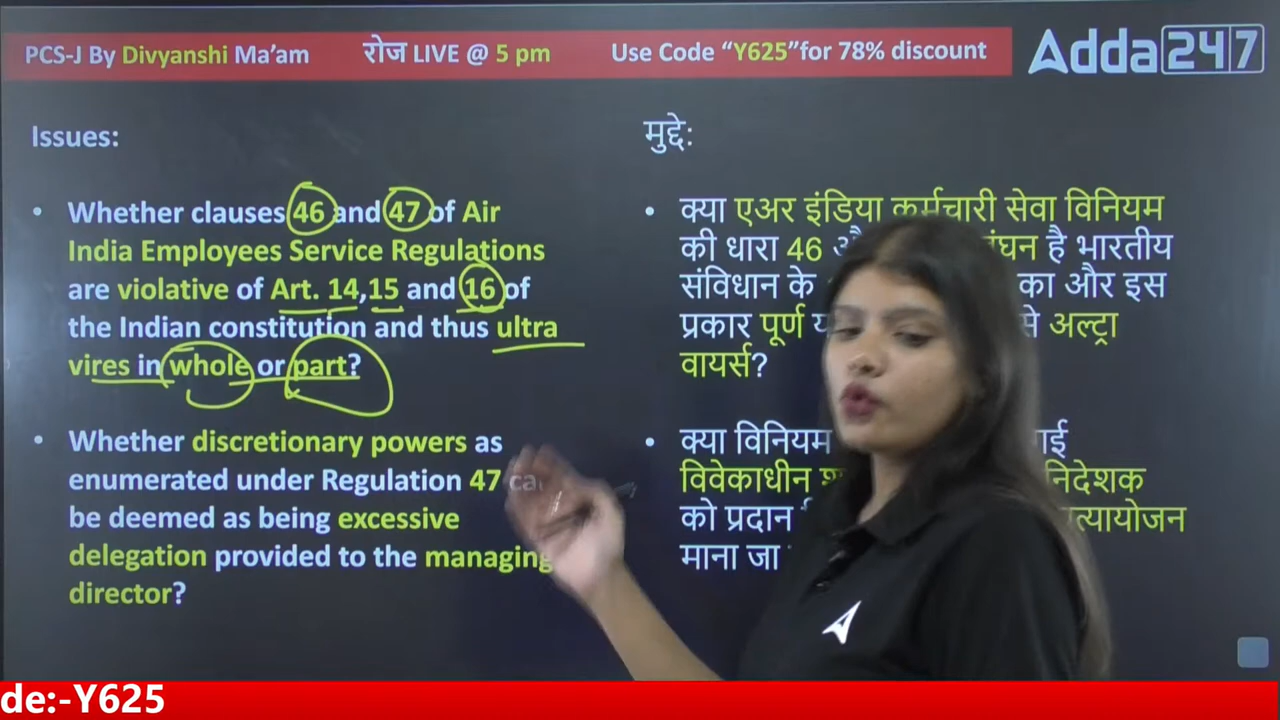 PCS-J By Divyanshi Ma'am रोज LIVE @ 5 pm Use Code “Y625”for 78% discount
Adda247
Issues:
• Whether clauses 46 and 47 of Air
India Employees Service Regulations
are violative of Art. 14,15 and 16 of
the Indian constitution and thus ultra
vires in whole or part?
• Whether discretionary powers as
enumerated under Regulation 47
be deemed as being excessive
delegation provided to the managing
director?
मुद्दे:
• क्या एअर इंडिया कर्मचारी सेवा विनियम
की धारा 46 है भारतीय
संविधान के का और इस
प्रकार पूर्ण से अल्ट्रा
वायर्स?
• क्या विनियम
विवेकाधीन निदेशक
को प्रदान
माना जा
de:-Y625